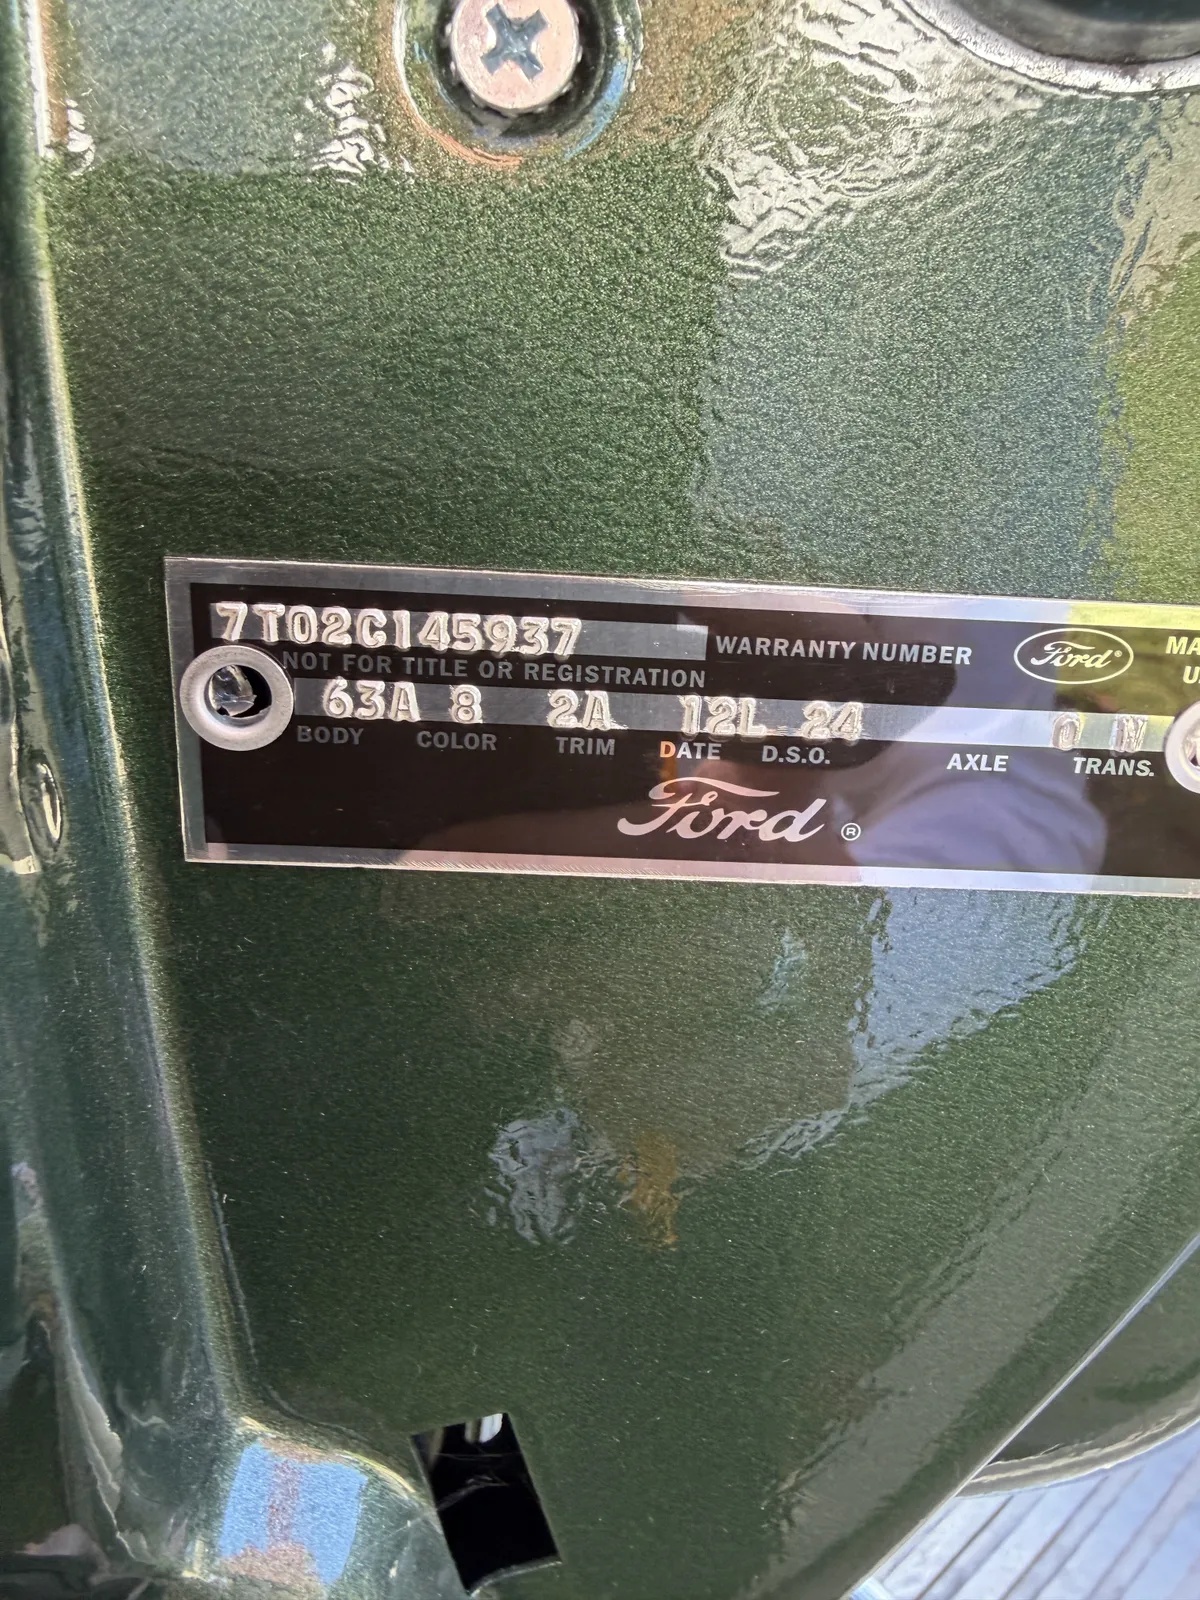 7T02C145937
WARRANTY NUMBER
Ford®
MA
U
NOT FOR TITLE OR REGISTRATION
63A 8 2A 12L 24
BODY COLOR TRIM DATE D.S.O. AXLE TRANS.
Ford®